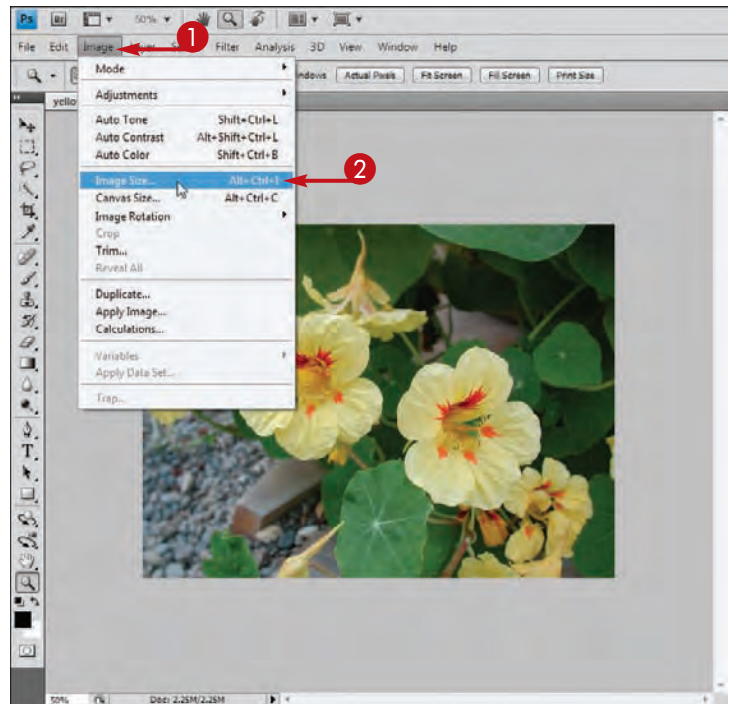 Ps Br 50%
1
File Edit Image Layer Filter Analysis 3D View Window Help
Actual Pixels Fit Screen Fill Screen Print Size
yello
Mode
Adjustments
Auto Tone Shift+Ctrl+L
Auto Contrast Alt+Shift+Ctrl+L
Auto Color Shift+Ctrl+B
Image Size... Alt+Ctrl+I
2
Canvas Size... Alt+Ctrl+C
Image Rotation
Crop
Trim...
Reveal All
Duplicate...
Apply Image...
Calculations...
Variables
Apply Data Set...
Trap...
T
50% Doc: 2.25M/2.25M